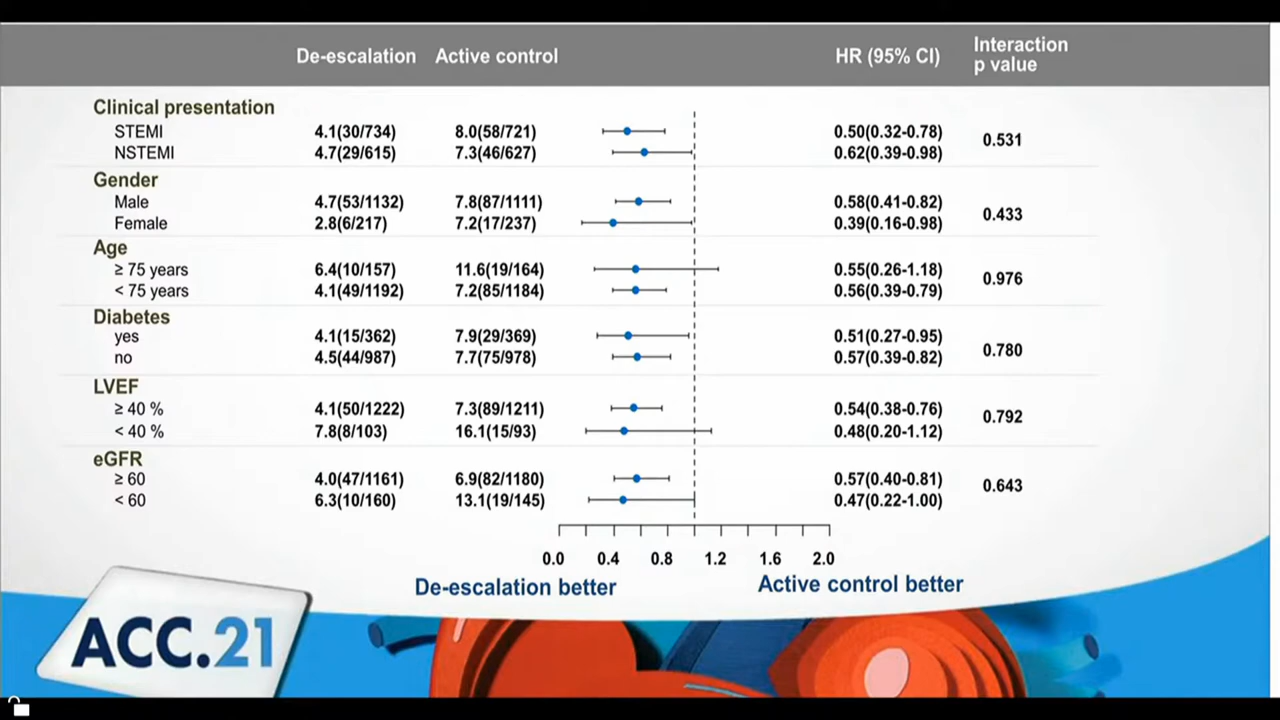 De-escalation Active control HR (95% CI) Interaction p value
Clinical presentation
STEMI 4.1(30/734) 8.0(58/721) 0.50(0.32-0.78) 0.531
NSTEMI 4.7(29/615) 7.3(46/627) 0.62(0.39-0.98)
Gender
Male 4.7(53/1132) 7.8(87/1111) 0.58(0.41-0.82) 0.433
Female 2.8(6/217) 7.2(17/237) 0.39(0.16-0.98)
Age
≥ 75 years 6.4(10/157) 11.6(19/164) 0.55(0.26-1.18) 0.976
< 75 years 4.1(49/1192) 7.2(85/1184) 0.56(0.39-0.79)
Diabetes
yes 4.1(15/362) 7.9(29/369) 0.51(0.27-0.95) 0.780
no 4.5(44/987) 7.7(75/978) 0.57(0.39-0.82)
LVEF
≥ 40 % 4.1(50/1222) 7.3(89/1211) 0.54(0.38-0.76) 0.792
< 40 % 7.8(8/103) 16.1(15/93) 0.48(0.20-1.12)
eGFR
≥ 60 4.0(47/1161) 6.9(82/1180) 0.57(0.40-0.81) 0.643
< 60 6.3(10/160) 13.1(19/145) 0.47(0.22-1.00)
0.0 0.4 0.8 1.2 1.6 2.0
De-escalation better Active control better
ACC.21